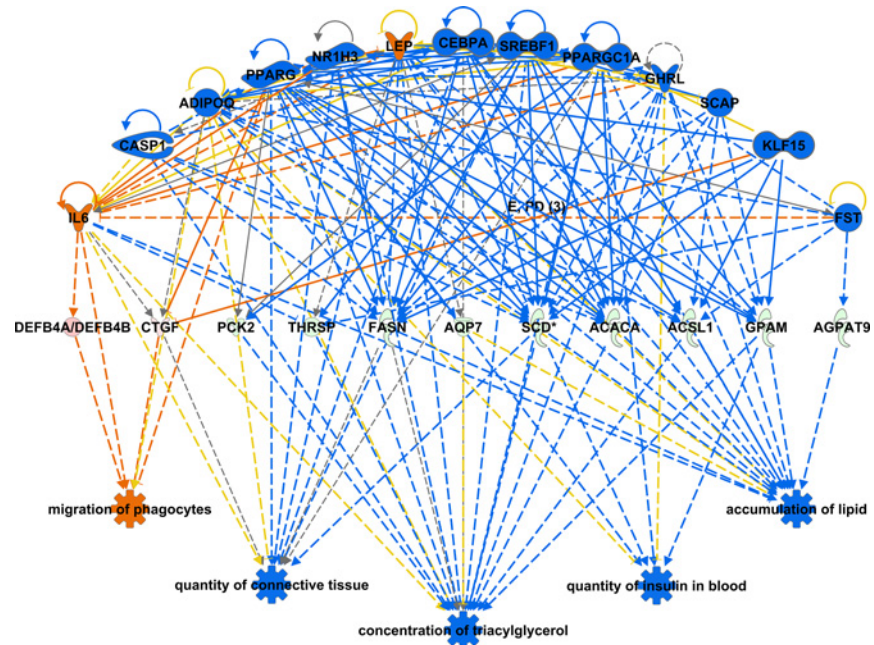 LEP
CEBPA
SREBF1
NR1H3
PPARGC1A
PPARG
GHRL
ADIPOQ
SCAP
CASP1
KLF15
IL6
E, PD (3)
FST
DEFB4A/DEFB4B
CTGF
PCK2
THRSP
FASN
AQP7
SCD*
ACACA
ACSL1
GPAM
AGPAT9
migration of phagocytes
accumulation of lipid
quantity of connective tissue
quantity of insulin in blood
concentration of triacylglycerol